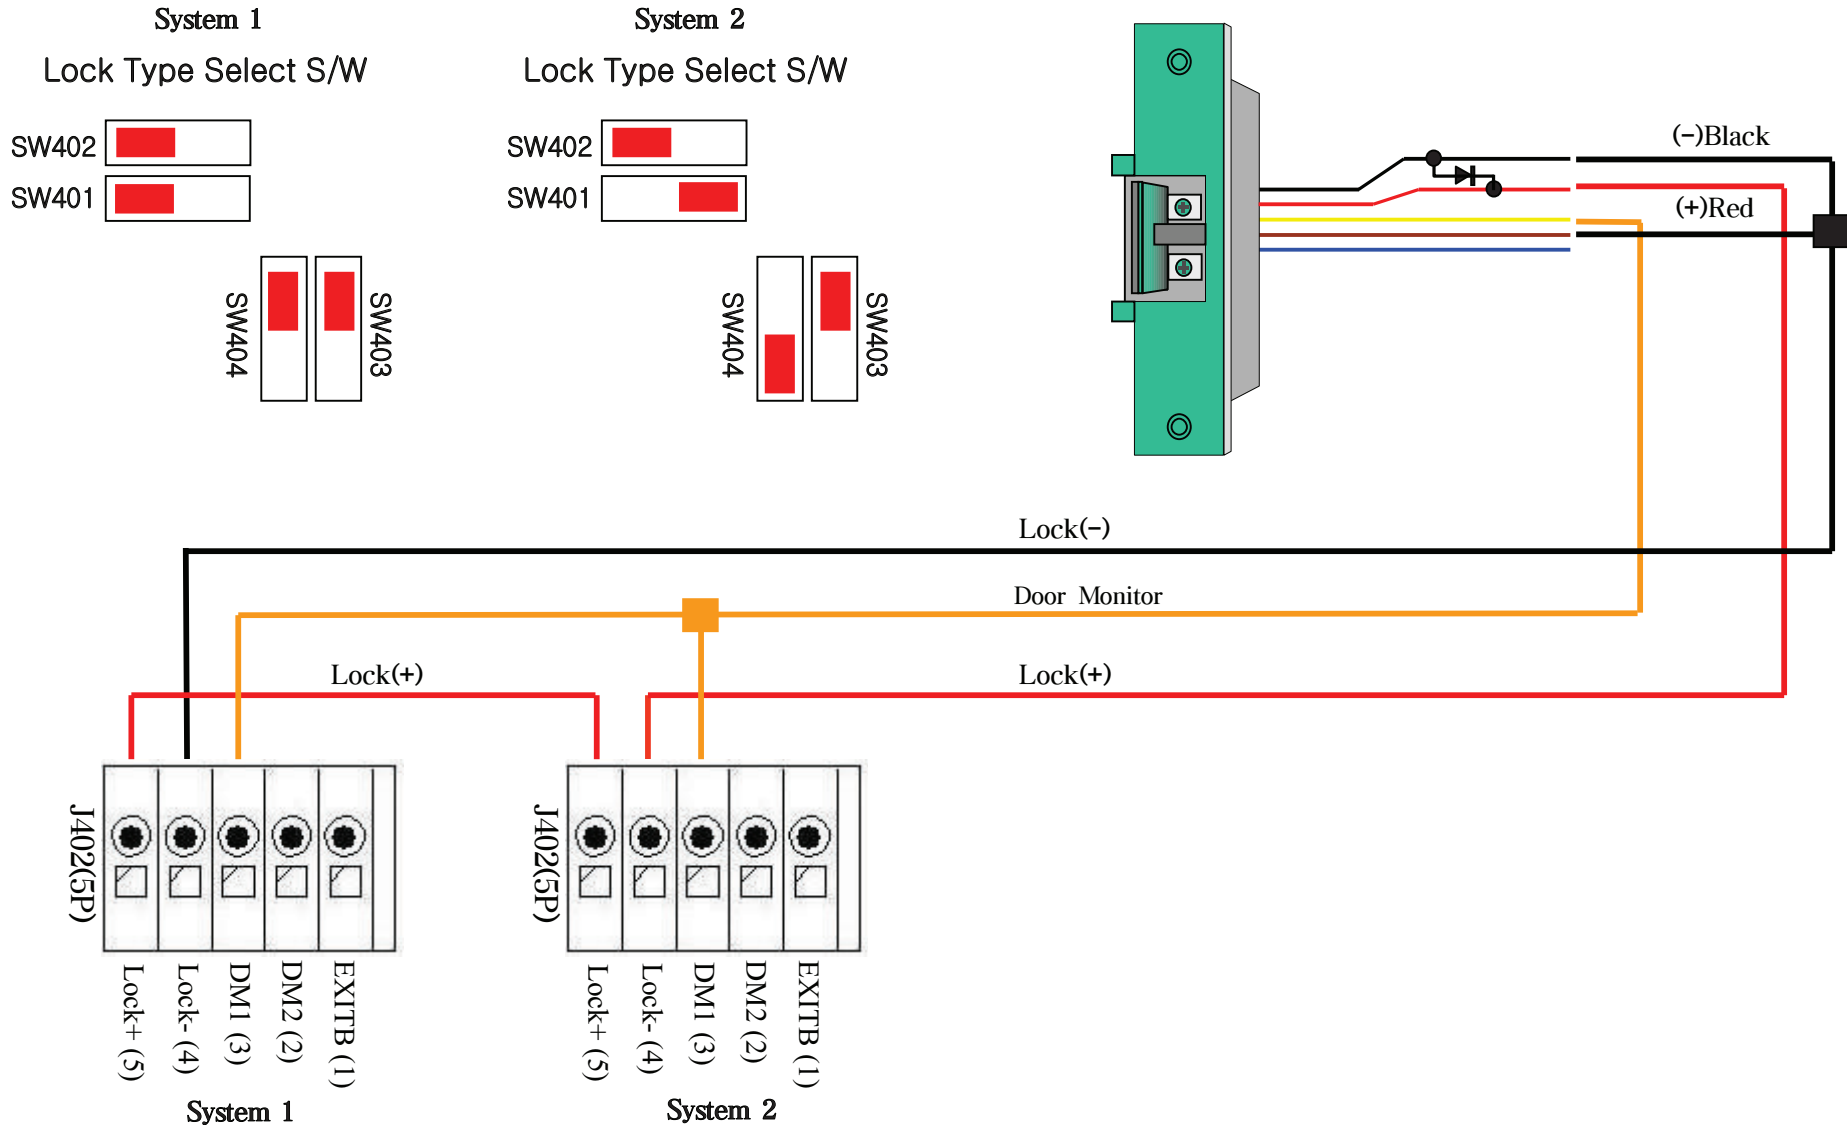 System 1
Lock Type Select S/W
SW402
SW401
SW404
SW403
System 2
Lock Type Select S/W
SW402
SW401
SW404
SW403
(-)Black
(+)Red
Lock(-)
Door Monitor
Lock(+)
Lock(+)
J402(5P)
Lock+ (5)
Lock- (4)
DM1 (3)
DM2 (2)
EXITB (1)
System 1
J402(5P)
Lock+ (5)
Lock- (4)
DM1 (3)
DM2 (2)
EXITB (1)
System 2